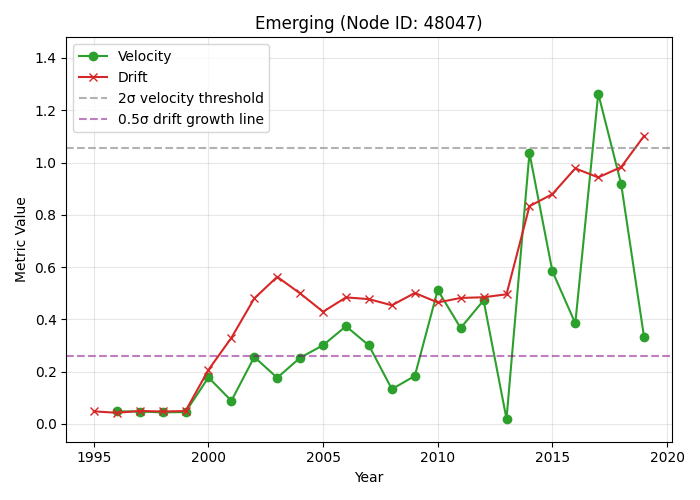 Emerging (Node ID: 48047)
Velocity
Drift
2σ velocity threshold
0.5σ drift growth line
Metric Value
1.4
1.2
1.0
0.8
0.6
0.4
0.2
0.0
1995
2000
2005
2010
2015
2020
Year